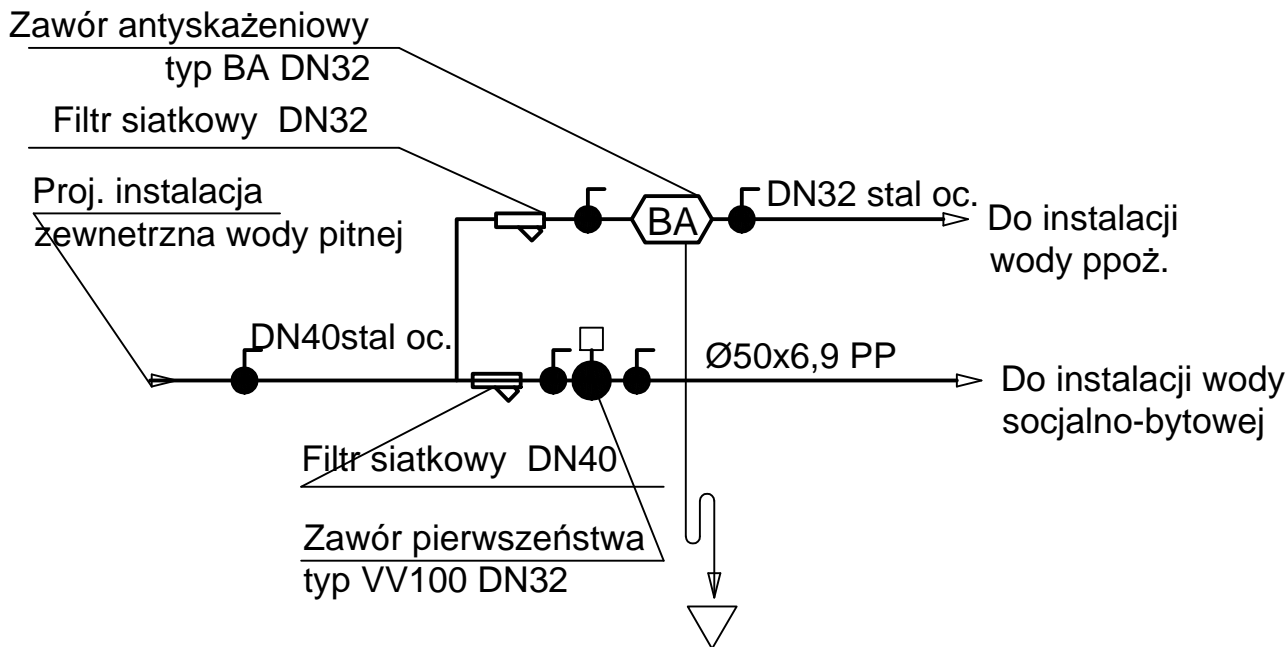 Zawór antyskażeniowy
typ BA DN32
Filtr siatkowy DN32
Proj. instalacja
zewnetrzna wody pitnej
BA
DN32 stal oc.
Do instalacji
wody ppoż.
DN40stal oc.
Ø50x6,9 PP
Do instalacji wody
socjalno-bytowej
Filtr siatkowy DN40
Zawór pierwszeństwa
typ VV100 DN32